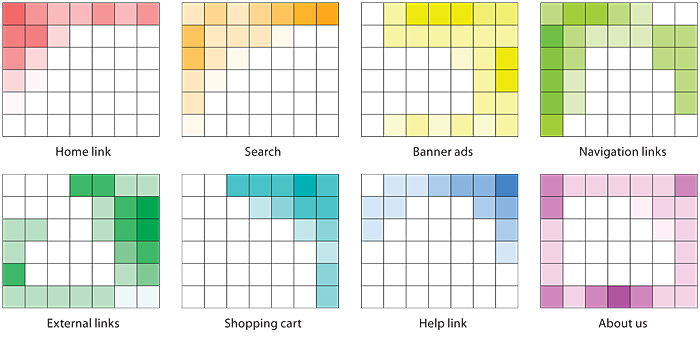 Home link
Search
Banner ads
Navigation links
External links
Shopping cart
Help link
About us